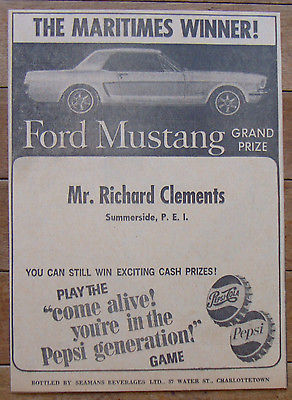 THE MARITIMES WINNER!
Ford Mustang GRAND
PRIZE
Mr. Richard Clements
Summerside, P. E. I.
YOU CAN STILL WIN EXCITING CASH PRIZES!
PLAY THE
"come alive!
you're in the
Pepsi generation!"
GAME
Pepsi-Cola
Pepsi
BOTTLED BY SEAMANS BEVERAGES LTD., 37 WATER ST., CHARLOTTETOWN